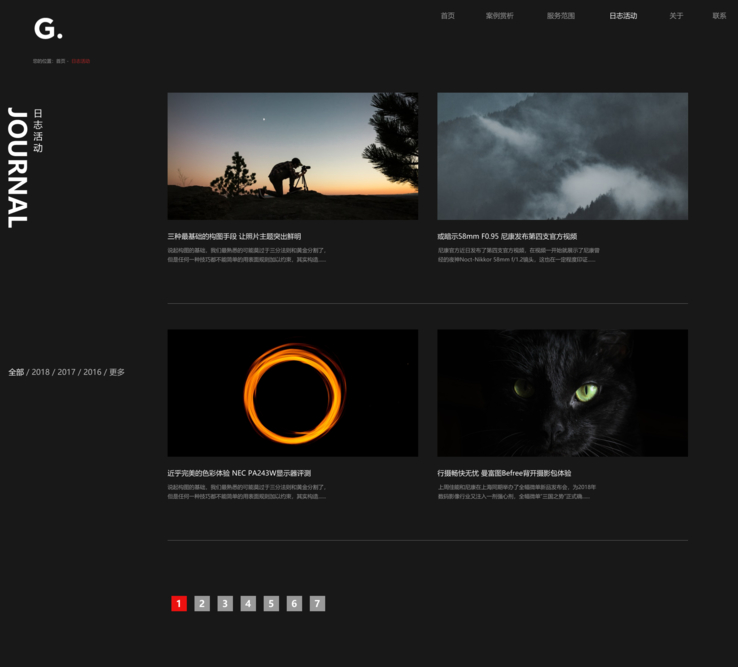 G.
首页 案例赏析 服务范围 日志活动 关于 联系
您的位置: 首页 > 日志活动
JOURNAL
日志活动
三种最基础的构图手段 让照片主题突出鲜明
说起构图的基础，我们最熟悉的可能莫过于三分法则和黄金分割了，
但是任何一种技巧都不能简单的用表面规则加以约束，其实构造......
或暗示58mm F0.95 尼康发布第四支官方视频
尼康官方近日发布了第四支官方视频，在视频一开始就展示了尼康曾
经的夜神Noct-Nikkor 58mm f/1.2镜头，这也在一定程度印证......
全部 / 2018 / 2017 / 2016 / 更多
近乎完美的色彩体验 NEC PA243W显示器评测
说起构图的基础，我们最熟悉的可能莫过于三分法则和黄金分割了，
但是任何一种技巧都不能简单的用表面规则加以约束，其实构造......
行摄畅快无忧 曼富图Befree背开摄影包体验
上周佳能和尼康在上海同期举办了全幅微单新品发布会，为2018年
数码影像行业又注入一剂强心剂，全幅微单"三国之势"正式确......
1 2 3 4 5 6 7